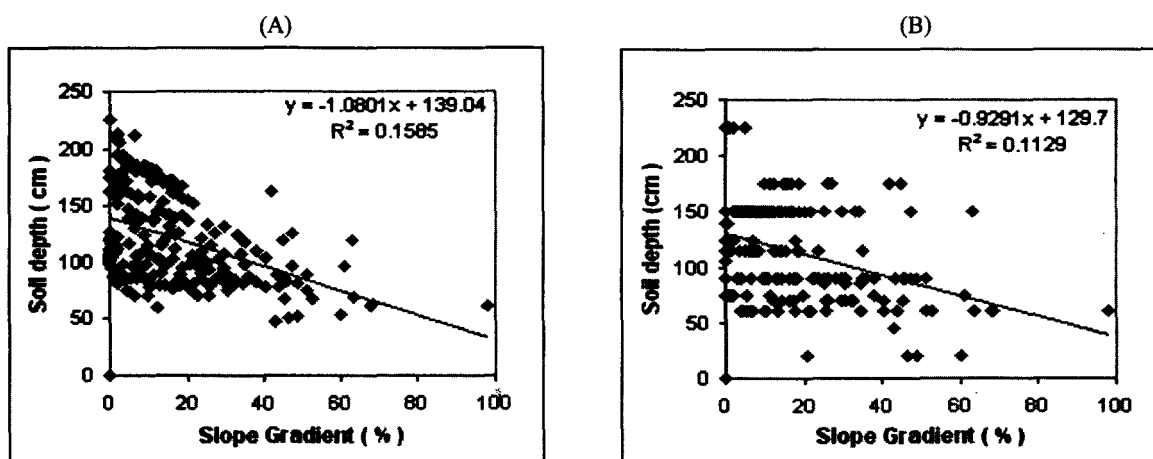 (A)
250
200
150
100
50
0
Soil depth ( cm )
y = -1.0801x + 139.04
R² = 0.1585
0 20 40 60 80 100
Slope Gradient ( % )
(B)
250
200
150
100
50
0
Soil depth (cm)
y = -0.9291x + 129.7
R² = 0.1129
0 20 40 60 80 100
Slope Gradient ( % )